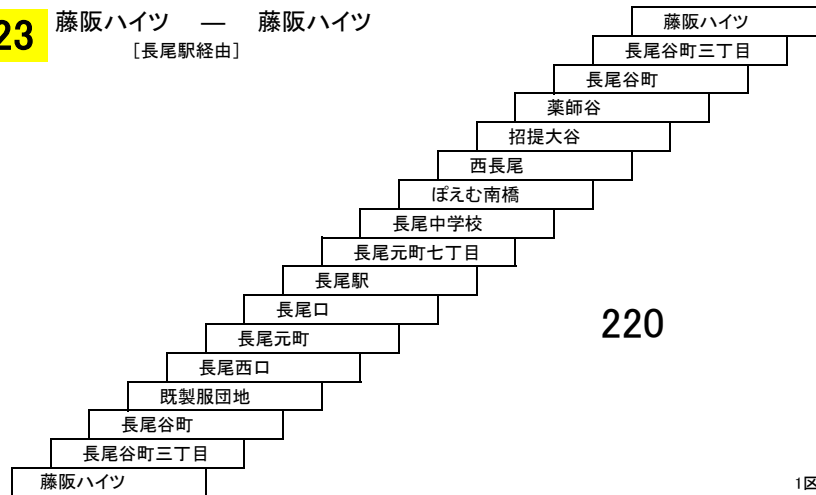 23 藤阪ハイツ ― 藤阪ハイツ
[長尾駅経由]
藤阪ハイツ
長尾谷町三丁目
長尾谷町
薬師谷
招提大谷
西長尾
ぽえむ南橋
長尾中学校
長尾元町七丁目
長尾駅
長尾口
220
長尾元町
長尾西口
既製服団地
長尾谷町
長尾谷町三丁目
藤阪ハイツ
1区